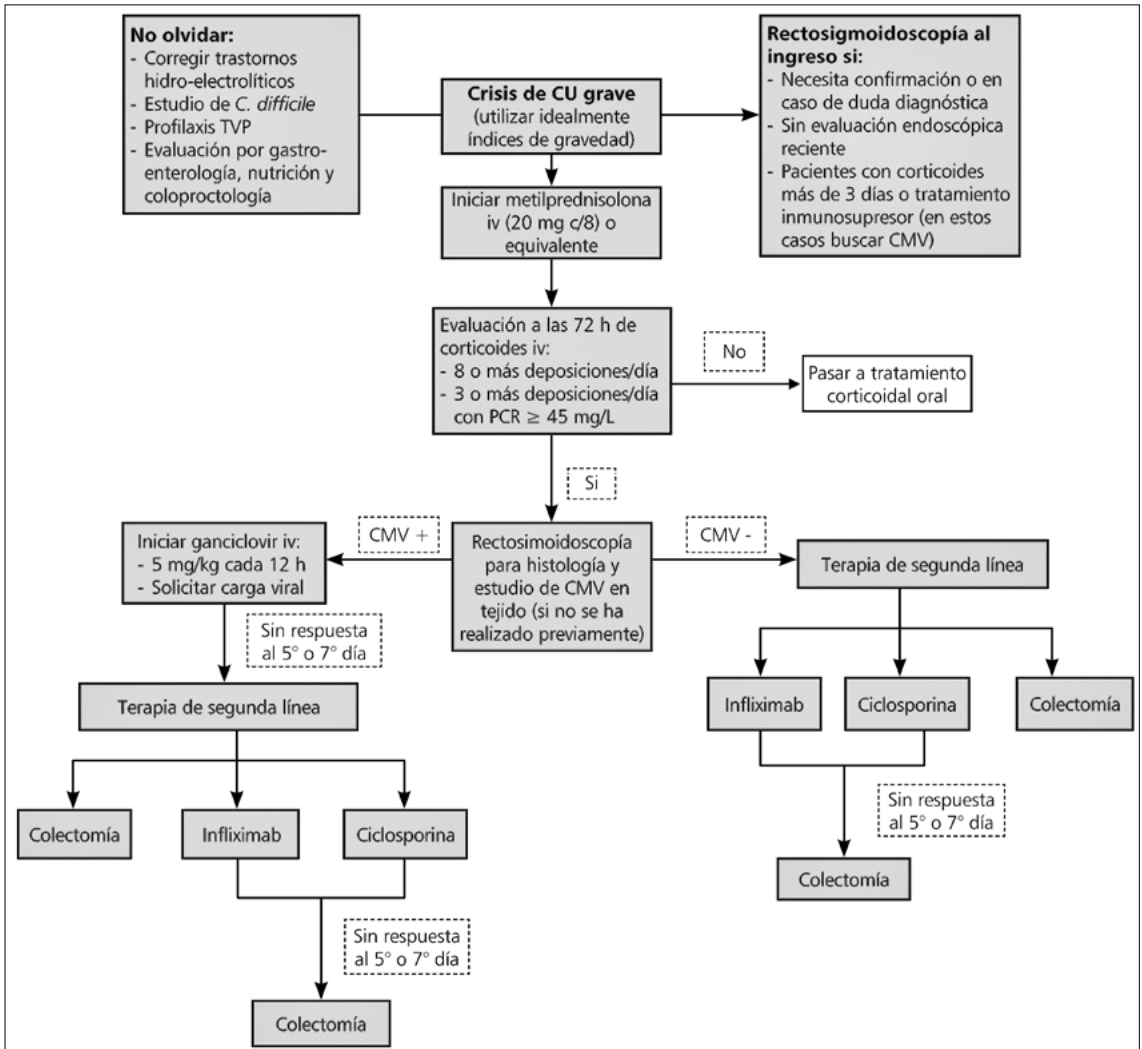 No olvidar:
- Corregir trastornos
hidro-electrolíticos
- Estudio de C. difficile
- Profilaxis TVP
- Evaluación por gastro-
enterología, nutrición y
coloproctología
Crisis de CU grave
(utilizar idealmente
índices de gravedad)
Rectosigmoidoscopía al
ingreso si:
- Necesita confirmación o en
caso de duda diagnóstica
- Sin evaluación endoscópica
reciente
- Pacientes con corticoides
más de 3 días o tratamiento
inmunosupresor (en estos
casos buscar CMV)
Iniciar metilprednisolona
iv (20 mg c/8) o
equivalente
Evaluación a las 72 h de
corticoides iv:
- 8 o más deposiciones/día
- 3 o más deposiciones/día
con PCR ≥ 45 mg/L
No
Pasar a tratamiento
corticoidal oral
Si
Iniciar ganciclovir iv:
- 5 mg/kg cada 12 h
- Solicitar carga viral
CMV +
Rectosimoidoscopía
para histología y
estudio de CMV en
tejido (si no se ha
realizado previamente)
CMV -
Terapia de segunda línea
Sin respuesta
al 5° o 7° día
Terapia de segunda línea
Infliximab
Ciclosporina
Colectomía
Colectomía
Infliximab
Ciclosporina
Sin respuesta
al 5° o 7° día
Colectomía
Sin respuesta
al 5° o 7° día
Colectomía